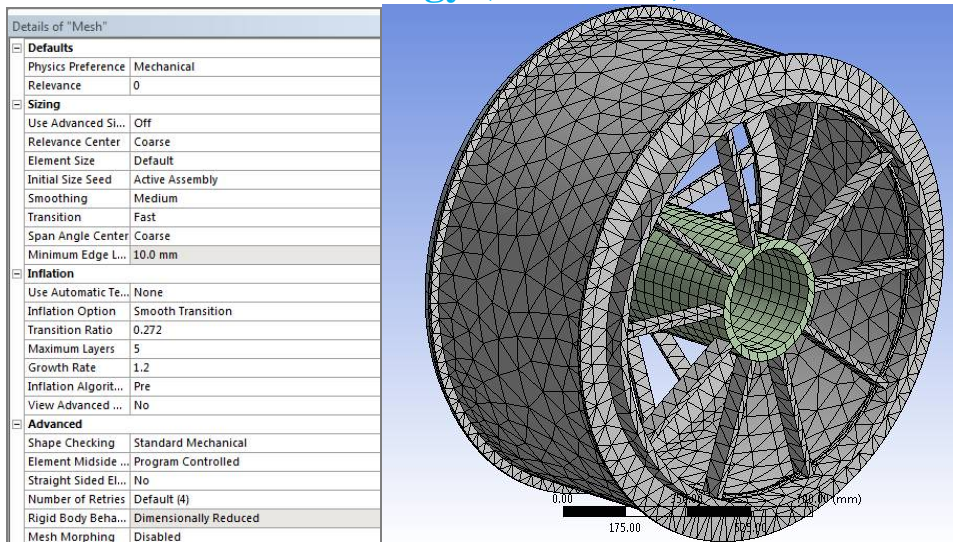 Details of "Mesh"
Defaults
Physics Preference Mechanical
Relevance 0
Sizing
Use Advanced Si... Off
Relevance Center Coarse
Element Size Default
Initial Size Seed Active Assembly
Smoothing Medium
Transition Fast
Span Angle Center Coarse
Minimum Edge L... 10.0 mm
Inflation
Use Automatic Te... None
Inflation Option Smooth Transition
Transition Ratio 0.272
Maximum Layers 5
Growth Rate 1.2
Inflation Algorit... Pre
View Advanced ... No
Advanced
Shape Checking Standard Mechanical
Element Midside ... Program Controlled
Straight Sided El... No
Number of Retries Default (4)
Rigid Body Beha... Dimensionally Reduced
Mesh Morphing Disabled
0.00 (mm)
175.00